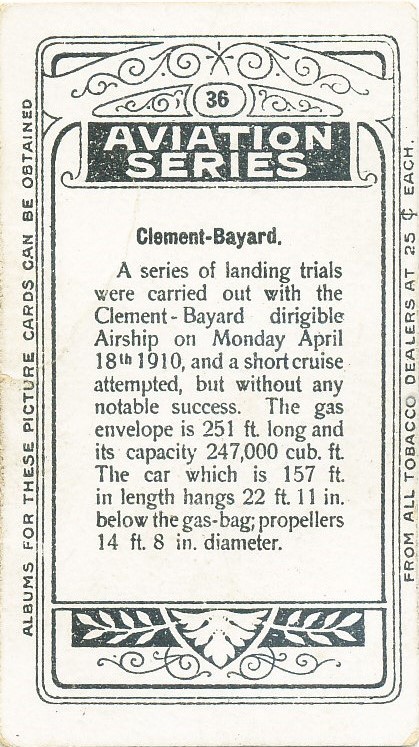 36
AVIATION
SERIES
Clement-Bayard.
A series of landing trials
were carried out with the
Clement-Bayard dirigible
Airship on Monday April
18th 1910, and a short cruise
attempted, but without any
notable success. The gas
envelope is 251 ft. long and
its capacity 247,000 cub. ft.
The car which is 157 ft.
in length hangs 22 ft. 11 in.
below the gas-bag; propellers
14 ft. 8 in. diameter.
ALBUMS FOR THESE PICTURE CARDS CAN BE OBTAINED
FROM ALL TOBACCO DEALERS AT 25 ¢ EACH.